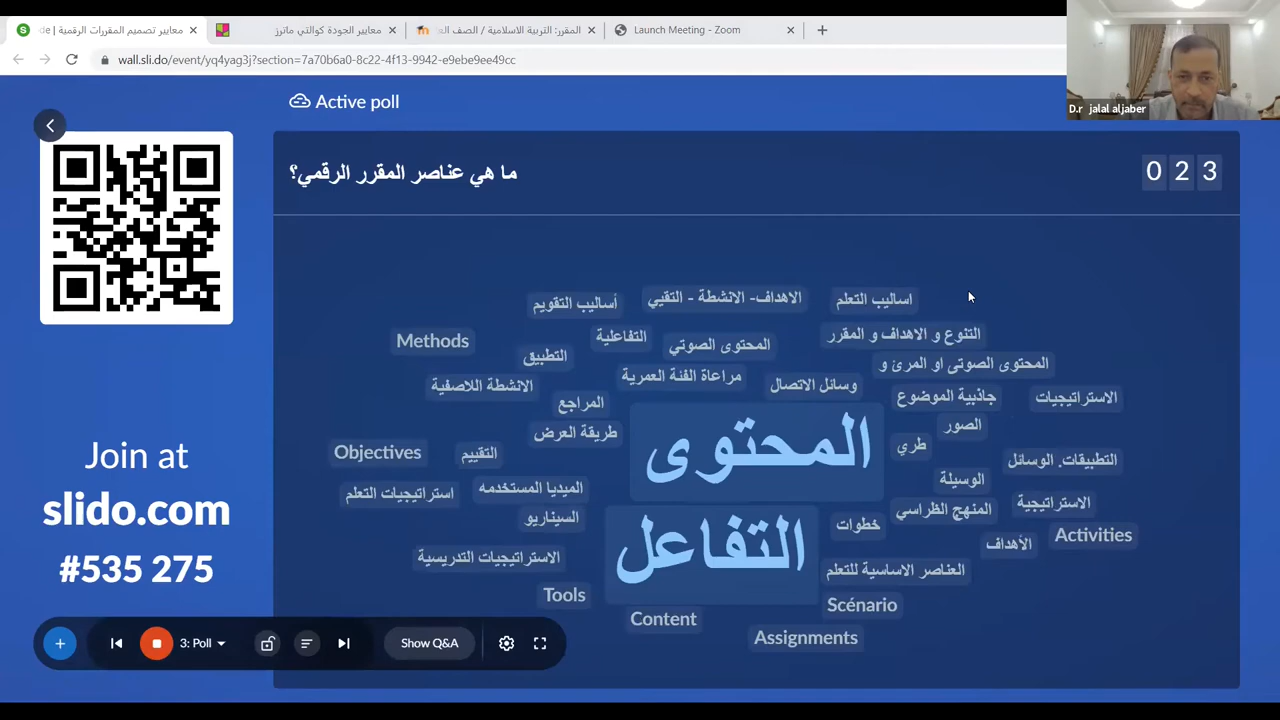 معايير تصميم المقررات الرقمية | de
معايير الجودة كوالتي ماترز
المقرر: التربية الاسلامية / الصف ال
Launch Meeting - Zoom
wall.sli.do/event/yq4yag3j?section=7a70b6a0-8c22-4f13-9942-e9ebe9ee49cc
D.r jalal aljaber
Active poll
ما هي عناصر المقرر الرقمي؟
0 2 3
أساليب التقويم
الاهداف- الانشطة - التقيي
اساليب التعلم
Methods
التفاعلية
المحتوى الصوتي
التنوع و الاهداف و المقرر
التطبيق
المحتوى الصوتى او المرئ و
الانشطة اللاصفية
مراعاة الفئة العمرية
وسائل الاتصال
جاذبية الموضوع
الاستراتيجيات
المراجع
طريقة العرض
المحتوى
الصور
طري
Objectives
التقييم
التطبيقات. الوسائل
استراتيجيات التعلم
الميديا المستخدمه
الوسيلة
الاستراتيجية
السيناريو
التفاعل
خطوات
المنهج الظراسي
Activities
الأهداف
الاستراتيجيات التدريسية
العناصر الاساسية للتعلم
Tools
Content
Scénario
Assignments
Join at
slido.com
#535 275
3: Poll
Show Q&A